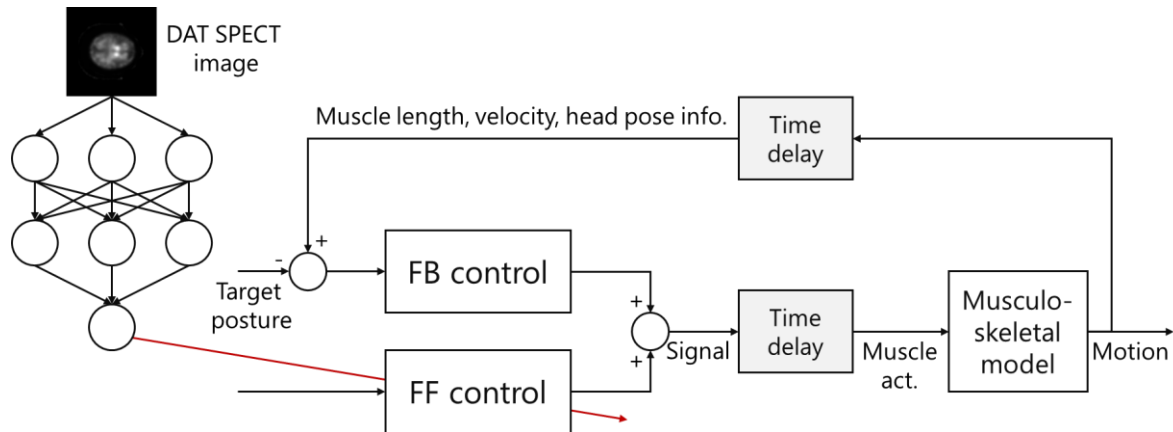 DAT SPECT
image
Muscle length, velocity, head pose info.
Time
delay
+
-
Target
posture
FB control
+
+
Signal
Time
delay
Muscle
act.
Musculo-
skeletal
model
Motion
FF control